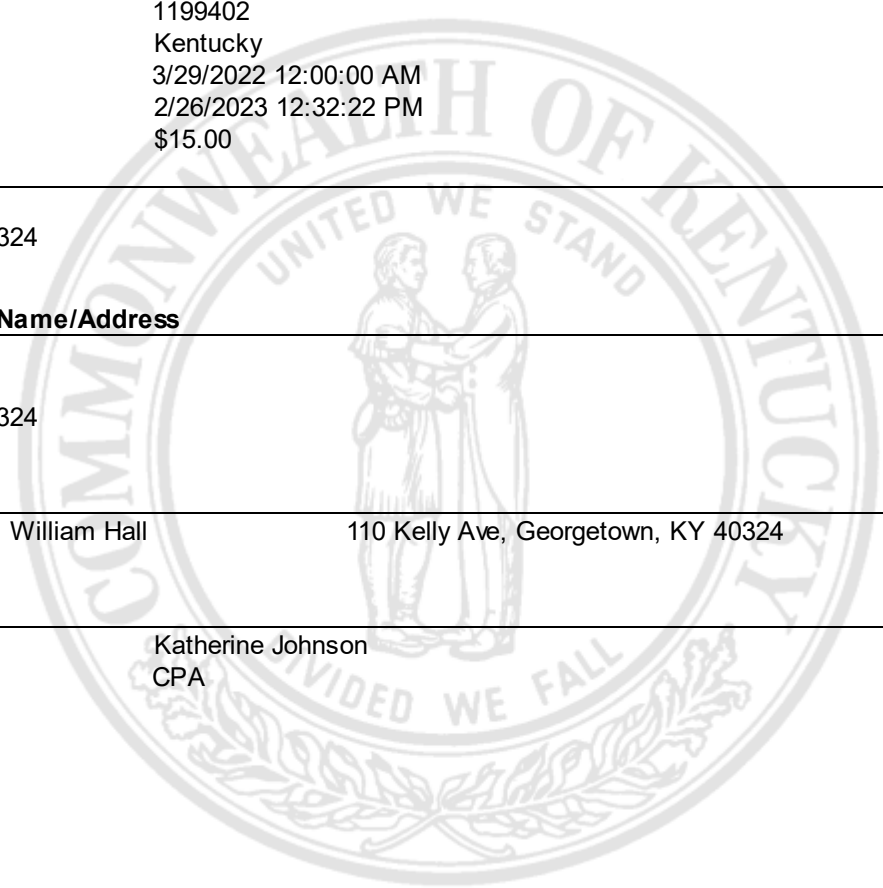 1199402
Kentucky
3/29/2022 12:00:00 AM
2/26/2023 12:32:22 PM
$15.00
324
Name/Address
324
William Hall 110 Kelly Ave, Georgetown, KY 40324
Katherine Johnson
CPA
COMMONWEALTH OF KENTUCKY
UNITED WE STAND
DIVIDED WE FALL